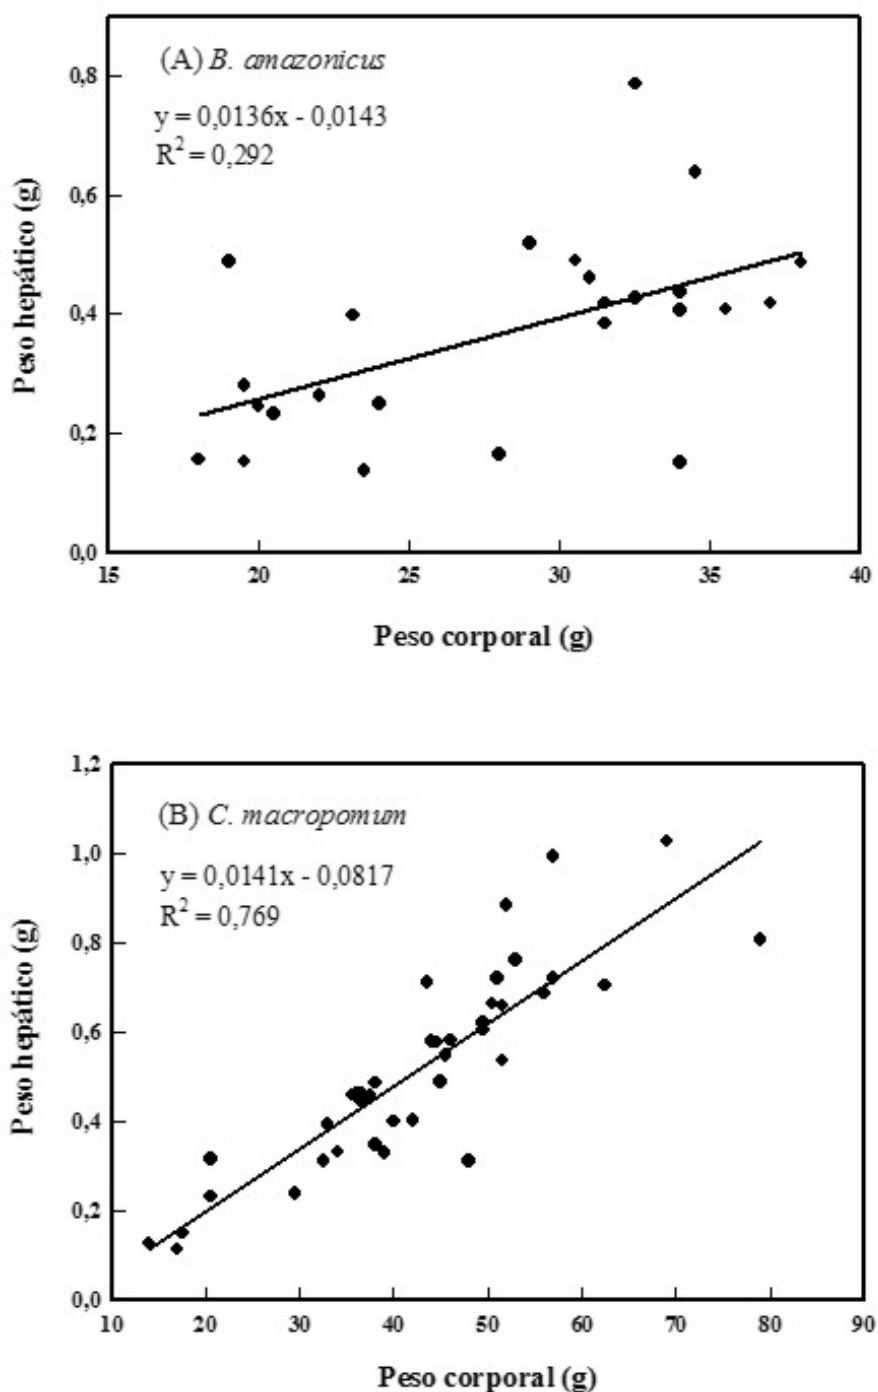 (A) B. amazonicus
y = 0,0136x - 0,0143
R² = 0,292
Peso hepático (g)
0,8
0,6
0,4
0,2
0,0
15 20 25 30 35 40
Peso corporal (g)
(B) C. macropomum
y = 0,0141x - 0,0817
R² = 0,769
Peso hepático (g)
1,2
1,0
0,8
0,6
0,4
0,2
0,0
10 20 30 40 50 60 70 80 90
Peso corporal (g)